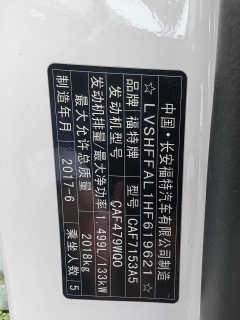 中国·长安福特汽车有限公司制造
☆LVSHFFAL1HF619621☆
品牌 福特牌 型号 CAF7153A5
发动机型号 CAF479WQ0
发动机排量 最大净功率 1.499L/133kW
最大允许总质量 2018kg
制造年月 2017-6 乘坐人数 5